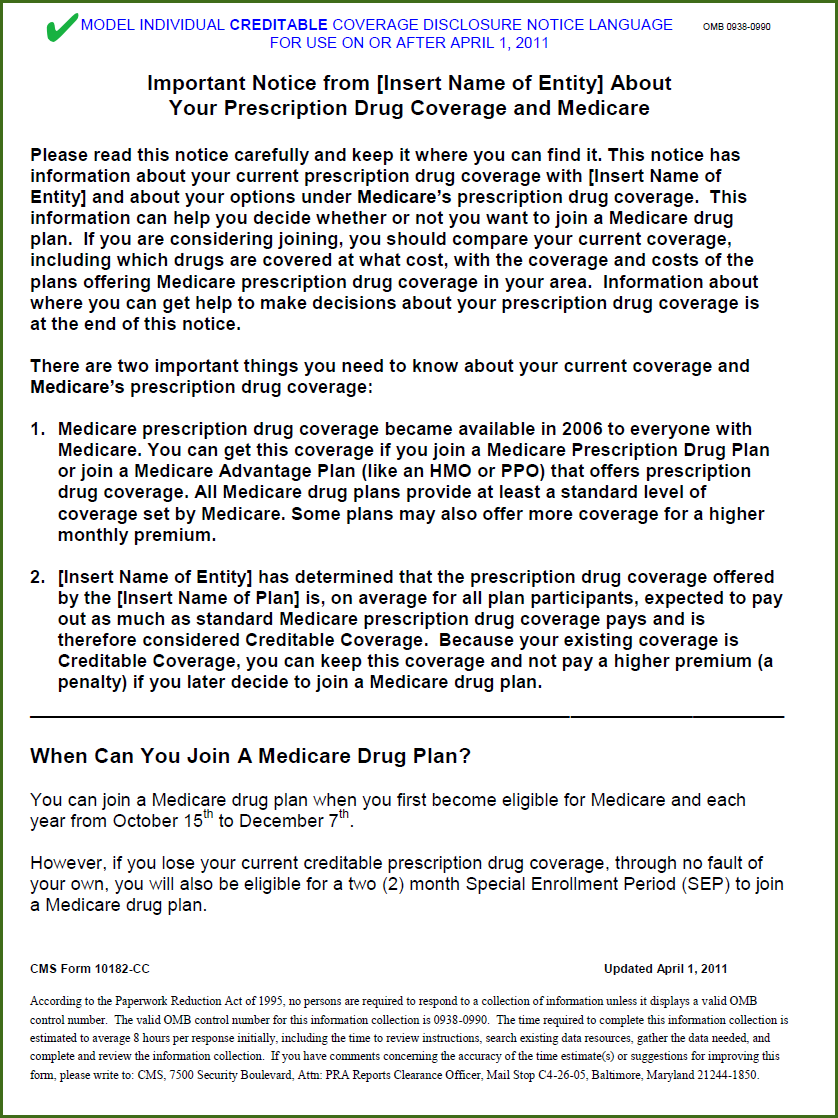 MODEL INDIVIDUAL CREDITABLE COVERAGE DISCLOSURE NOTICE LANGUAGE
OMB 0938-0990
FOR USE ON OR AFTER APRIL 1, 2011
Important Notice from [Insert Name of Entity] About
Your Prescription Drug Coverage and Medicare
Please read this notice carefully and keep it where you can find it. This notice has
information about your current prescription drug coverage with [Insert Name of
Entity] and about your options under Medicare’s prescription drug coverage. This
information can help you decide whether or not you want to join a Medicare drug
plan. If you are considering joining, you should compare your current coverage,
including which drugs are covered at what cost, with the coverage and costs of the
plans offering Medicare prescription drug coverage in your area. Information about
where you can get help to make decisions about your prescription drug coverage is
at the end of this notice.
There are two important things you need to know about your current coverage and
Medicare’s prescription drug coverage:
1. Medicare prescription drug coverage became available in 2006 to everyone with
Medicare. You can get this coverage if you join a Medicare Prescription Drug Plan
or join a Medicare Advantage Plan (like an HMO or PPO) that offers prescription
drug coverage. All Medicare drug plans provide at least a standard level of
coverage set by Medicare. Some plans may also offer more coverage for a higher
monthly premium.
2. [Insert Name of Entity] has determined that the prescription drug coverage offered
by the [Insert Name of Plan] is, on average for all plan participants, expected to pay
out as much as standard Medicare prescription drug coverage pays and is
therefore considered Creditable Coverage. Because your existing coverage is
Creditable Coverage, you can keep this coverage and not pay a higher premium (a
penalty) if you later decide to join a Medicare drug plan.
When Can You Join A Medicare Drug Plan?
You can join a Medicare drug plan when you first become eligible for Medicare and each
year from October 15th to December 7th.
However, if you lose your current creditable prescription drug coverage, through no fault of
your own, you will also be eligible for a two (2) month Special Enrollment Period (SEP) to join
a Medicare drug plan.
CMS Form 10182-CC
Updated April 1, 2011
According to the Paperwork Reduction Act of 1995, no persons are required to respond to a collection of information unless it displays a valid OMB
control number. The valid OMB control number for this information collection is 0938-0990. The time required to complete this information collection is
estimated to average 8 hours per response initially, including the time to review instructions, search existing data resources, gather the data needed, and
complete and review the information collection. If you have comments concerning the accuracy of the time estimate(s) or suggestions for improving this
form, please write to: CMS, 7500 Security Boulevard, Attn: PRA Reports Clearance Officer, Mail Stop C4-26-05, Baltimore, Maryland 21244-1850.